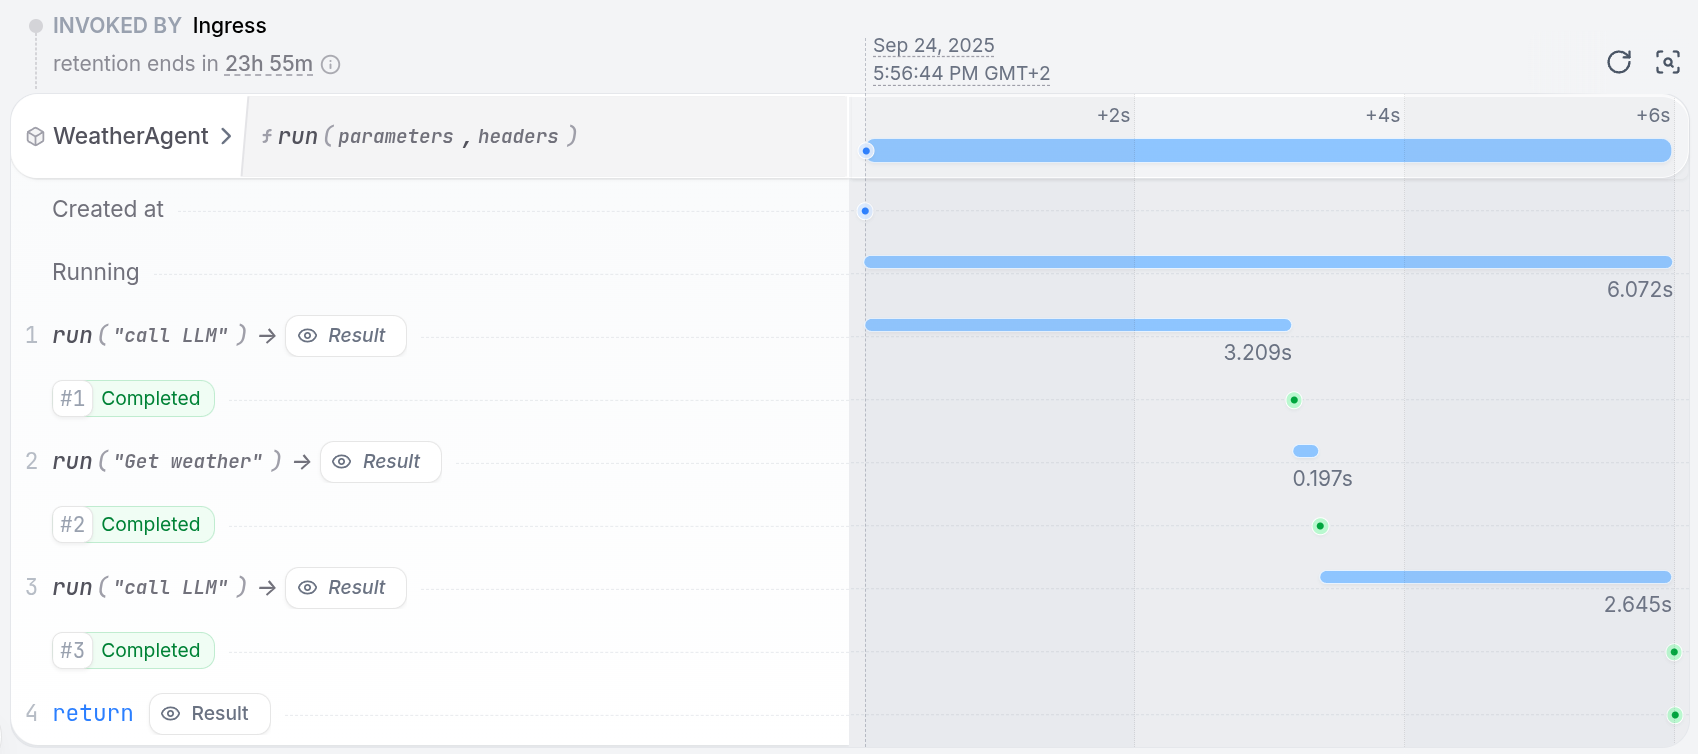 INVOKED BY Ingress
retention ends in 23h 55m
Sep 24, 2025
5:56:44 PM GMT+2
WeatherAgent
ƒ run ( parameters , headers )
+2s +4s +6s
Created at
Running
6.072s
1 run ( "call LLM" ) → Result
3.209s
#1 Completed
2 run ( "Get weather" ) → Result
0.197s
#2 Completed
3 run ( "call LLM" ) → Result
2.645s
#3 Completed
4 return Result